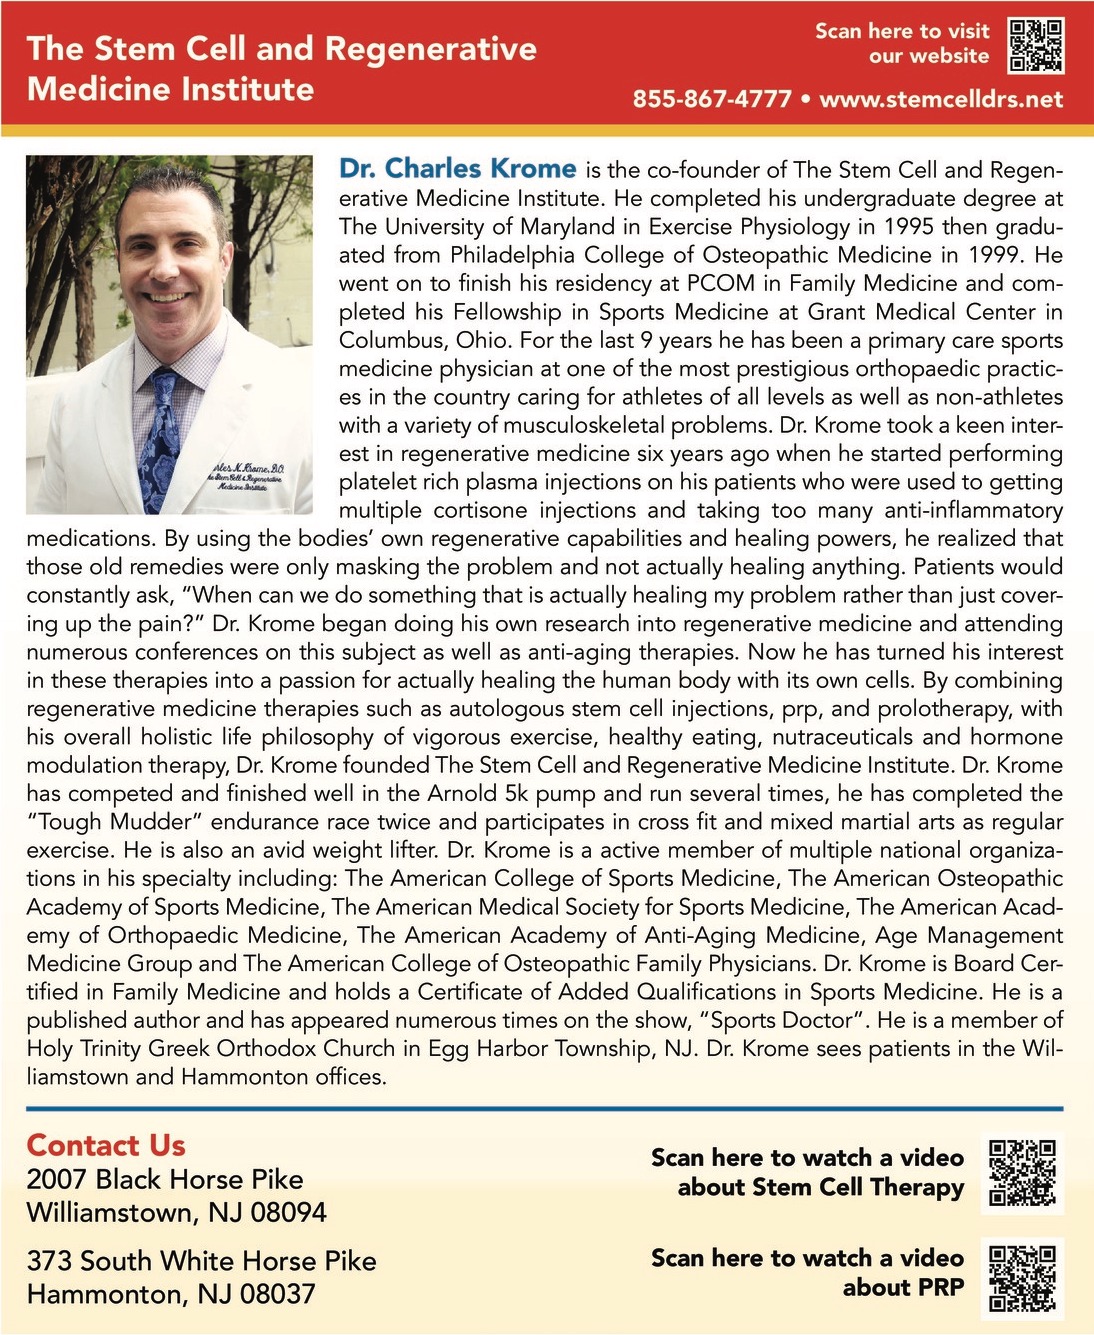 The Stem Cell and Regenerative
Medicine Institute
Scan here to visit
our website
855-867-4777 • www.stemcelldrs.net
Dr. Charles Krome is the co-founder of The Stem Cell and Regen-
erative Medicine Institute. He completed his undergraduate degree at
The University of Maryland in Exercise Physiology in 1995 then gradu-
ated from Philadelphia College of Osteopathic Medicine in 1999. He
went on to finish his residency at PCOM in Family Medicine and com-
pleted his Fellowship in Sports Medicine at Grant Medical Center in
Columbus, Ohio. For the last 9 years he has been a primary care sports
medicine physician at one of the most prestigious orthopaedic practic-
es in the country caring for athletes of all levels as well as non-athletes
with a variety of musculoskeletal problems. Dr. Krome took a keen inter-
est in regenerative medicine six years ago when he started performing
platelet rich plasma injections on his patients who were used to getting
multiple cortisone injections and taking too many anti-inflammatory
medications. By using the bodies’ own regenerative capabilities and healing powers, he realized that
those old remedies were only masking the problem and not actually healing anything. Patients would
constantly ask, “When can we do something that is actually healing my problem rather than just cover-
ing up the pain?” Dr. Krome began doing his own research into regenerative medicine and attending
numerous conferences on this subject as well as anti-aging therapies. Now he has turned his interest
in these therapies into a passion for actually healing the human body with its own cells. By combining
regenerative medicine therapies such as autologous stem cell injections, prp, and prolotherapy, with
his overall holistic life philosophy of vigorous exercise, healthy eating, nutraceuticals and hormone
modulation therapy, Dr. Krome founded The Stem Cell and Regenerative Medicine Institute. Dr. Krome
has competed and finished well in the Arnold 5k pump and run several times, he has completed the
“Tough Mudder” endurance race twice and participates in cross fit and mixed martial arts as regular
exercise. He is also an avid weight lifter. Dr. Krome is a active member of multiple national organiza-
tions in his specialty including: The American College of Sports Medicine, The American Osteopathic
Academy of Sports Medicine, The American Medical Society for Sports Medicine, The American Acad-
emy of Orthopaedic Medicine, The American Academy of Anti-Aging Medicine, Age Management
Medicine Group and The American College of Osteopathic Family Physicians. Dr. Krome is Board Cer-
tified in Family Medicine and holds a Certificate of Added Qualifications in Sports Medicine. He is a
published author and has appeared numerous times on the show, “Sports Doctor”. He is a member of
Holy Trinity Greek Orthodox Church in Egg Harbor Township, NJ. Dr. Krome sees patients in the Wil-
liamstown and Hammonton offices.
rles N. Krome, D.O.
he Stem Cell & Regenerative
Medicine Institute
Contact Us
2007 Black Horse Pike
Williamstown, NJ 08094
373 South White Horse Pike
Hammonton, NJ 08037
Scan here to watch a video
about Stem Cell Therapy
Scan here to watch a video
about PRP